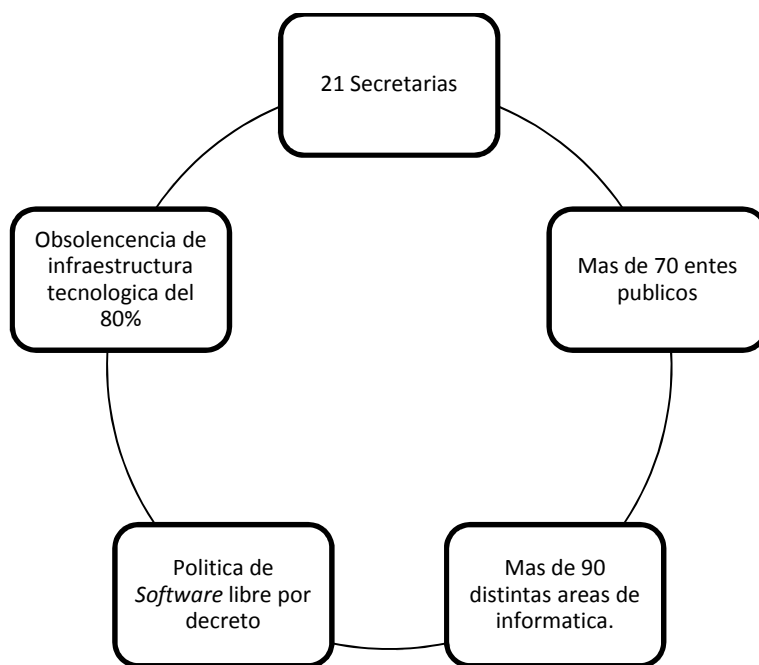 21 Secretarias
Mas de 70 entes
publicos
Mas de 90
distintas areas de
informatica.
Politica de
Software libre por
decreto
Obsolencencia de
infraestructura
tecnologica del
80%